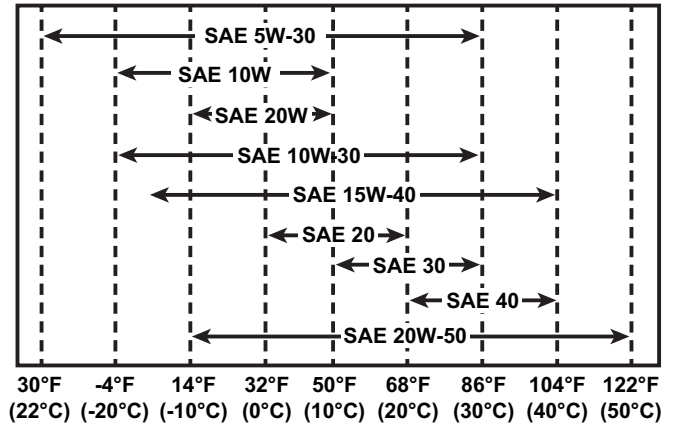 SAE 5W-30
SAE 10W
SAE 20W
SAE 10W-30
SAE 15W-40
SAE 20
SAE 30
SAE 40
SAE 20W-50
30°F -4°F 14°F 32°F 50°F 68°F 86°F 104°F 122°F
(22°C) (-20°C) (-10°C) (0°C) (10°C) (20°C) (30°C) (40°C) (50°C)